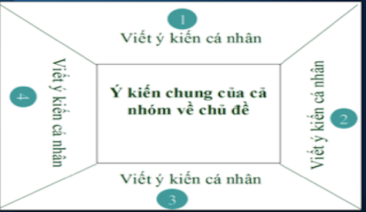 1
Viết ý kiến cá nhân
Viết ý kiến cá nhân
4
Ý kiến chung của cả
nhóm về chủ đề
Viết ý kiến cá nhân
2
Viết ý kiến cá nhân
3